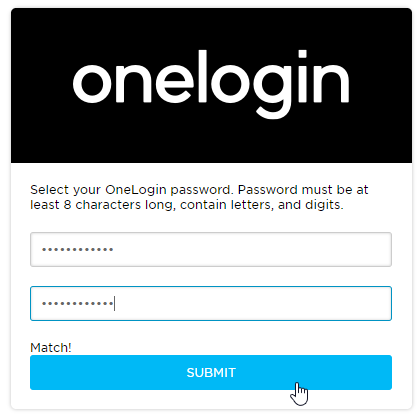 onelogin
Select your OneLogin password. Password must be at
least 8 characters long, contain letters, and digits.
••••••••••••
••••••••••••
Match!
SUBMIT